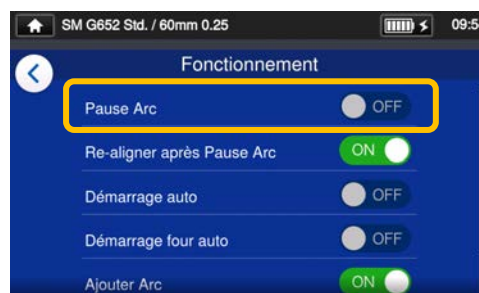 SM G652 Std. / 60mm 0.25 09:5
Fonctionnement
Pause Arc OFF
Re-aligner après Pause Arc ON
Démarrage auto OFF
Démarrage four auto OFF
Ajouter Arc ON